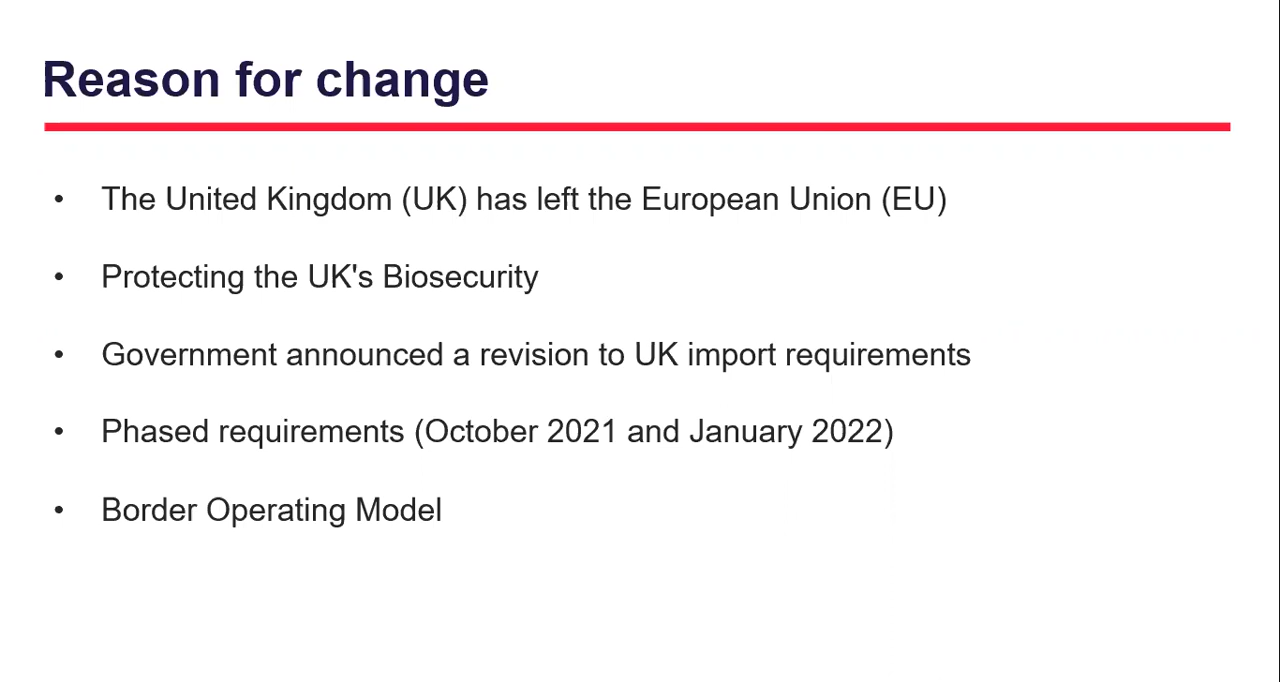 Reason for change
• The United Kingdom (UK) has left the European Union (EU)
• Protecting the UK's Biosecurity
• Government announced a revision to UK import requirements
• Phased requirements (October 2021 and January 2022)
• Border Operating Model